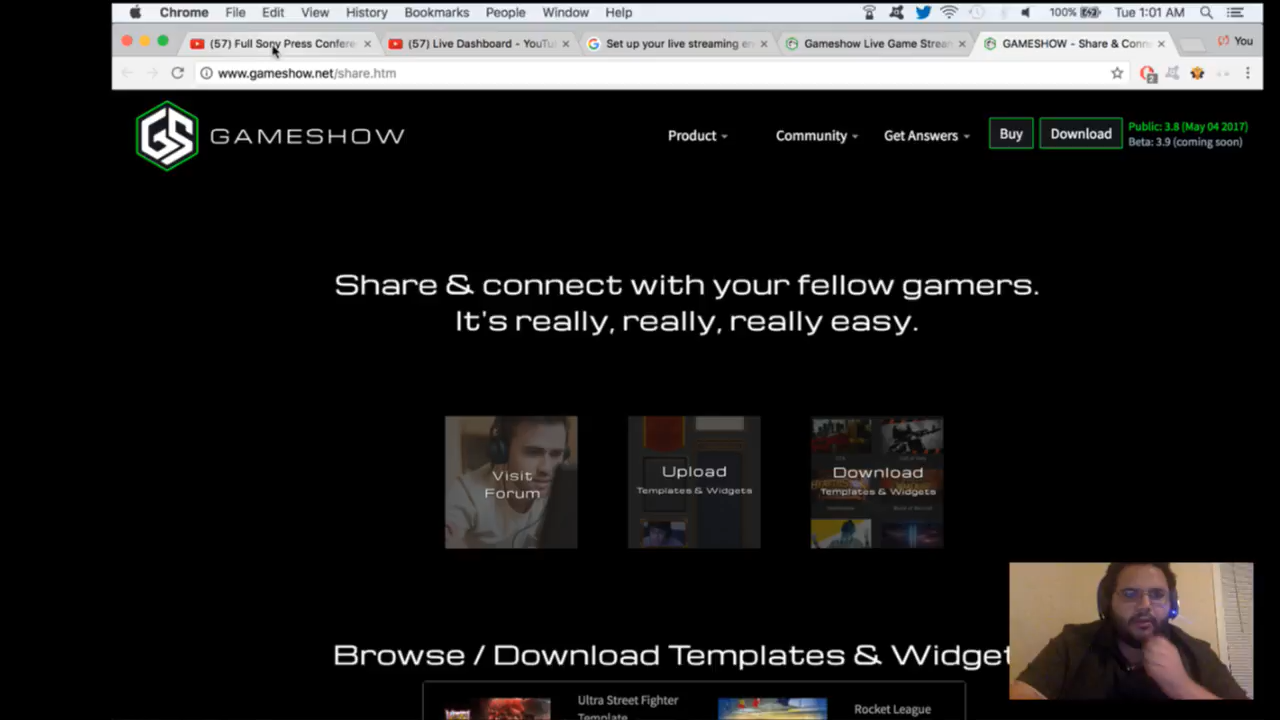 Chrome File Edit View History Bookmarks People Window Help 100% Tue 1:01 AM
(57) Full Sony Press Confere (57) Live Dashboard - YouTu Set up your live streaming en Gameshow Live Game Strean GAMESHOW - Share & Conn You
www.gameshow.net/share.htm 2
GS GAMESHOW Product Community Get Answers Buy Download Public: 3.8 (May 04 2017)
Beta: 3.9 (coming soon)
Share & connect with your fellow gamers.
It's really, really, really easy.
Visit
Forum
Upload
Templates & Widgets
Download
Templates & Widgets
Browse / Download Templates & Widget
Ultra Street Fighter
Template
Rocket League